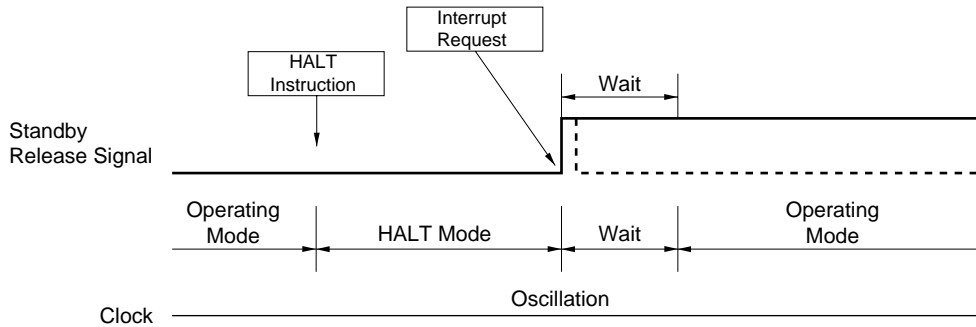 Interrupt
Request
HALT
Instruction
Wait
Standby
Release Signal
Operating
Mode
HALT Mode
Wait
Operating
Mode
Oscillation
Clock